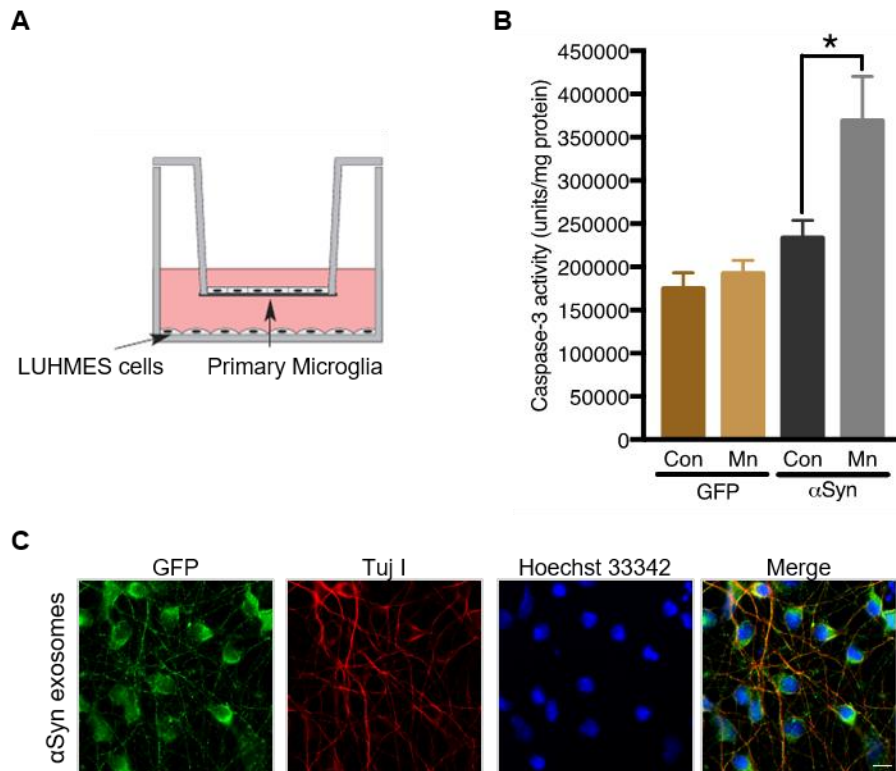 A
LUHMES cells
Primary Microglia
B
*
Caspase-3 activity (units/mg protein)
450000
400000
350000
300000
250000
200000
150000
100000
50000
0
Con Mn Con Mn
GFP αSyn
C
GFP Tuj I Hoechst 33342 Merge
αSyn exosomes